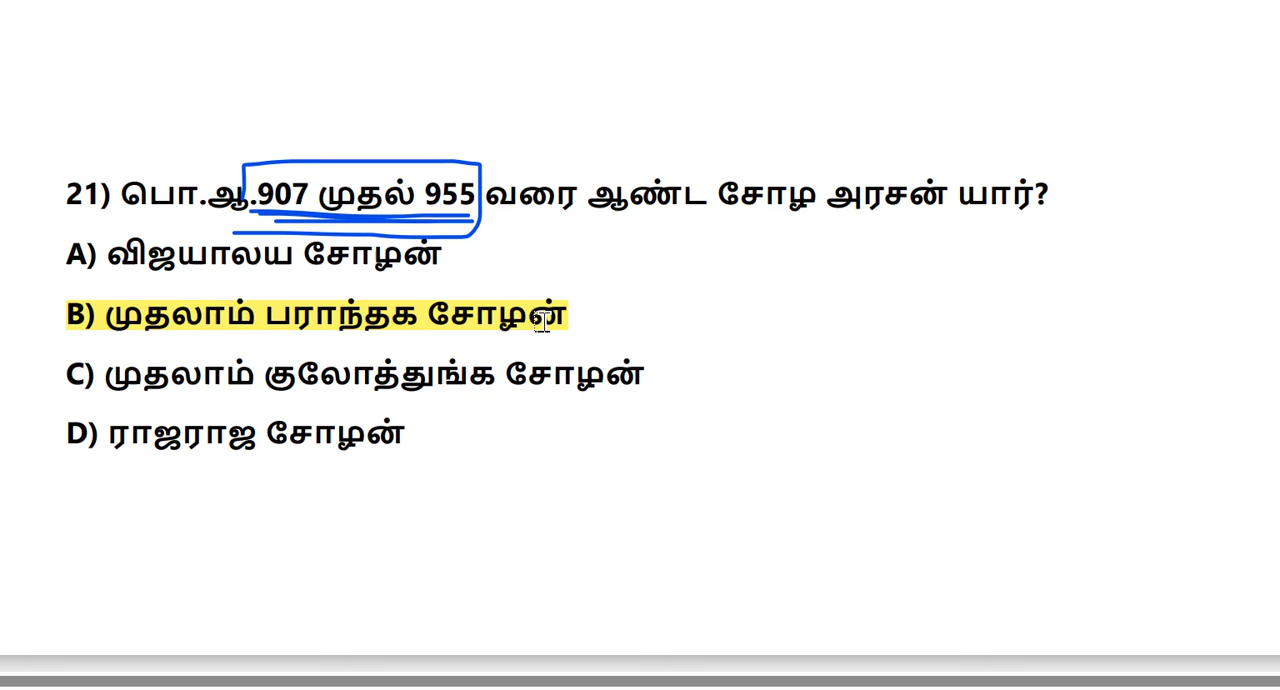 21) பொ.ஆ.907 முதல் 955 வரை ஆண்ட சோழ அரசன் யார்?
A) விஜயாலய சோழன்
B) முதலாம் பராந்தக சோழன்
C) முதலாம் குலோத்துங்க சோழன்
D) ராஜராஜ சோழன்